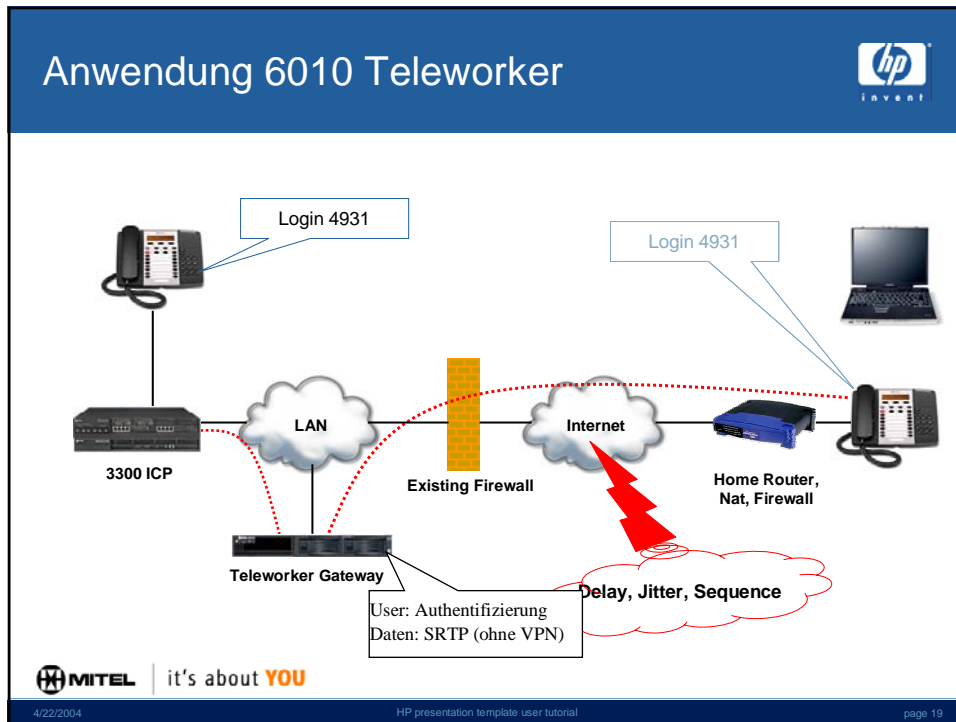 Anwendung 6010 Teleworker
hp
invent
Login 4931
Login 4931
LAN
Internet
3300 ICP
Existing Firewall
Home Router,
Nat, Firewall
Teleworker Gateway
Delay, Jitter, Sequence
User: Authentifizierung
Daten: SRTP (ohne VPN)
MITEL it's about YOU
4/22/2004 HP presentation template user tutorial page 19